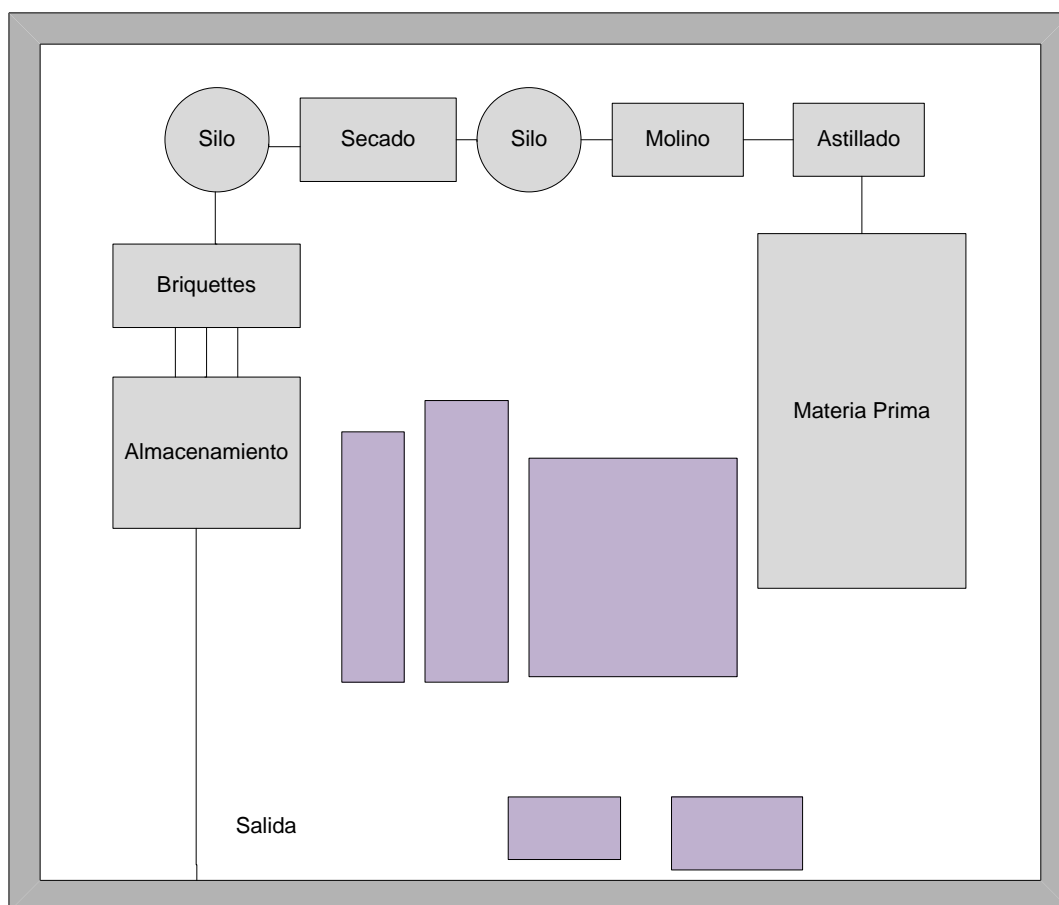 Silo
Secado
Silo
Molino
Astillado
Briquettes
Materia Prima
Almacenamiento
Salida